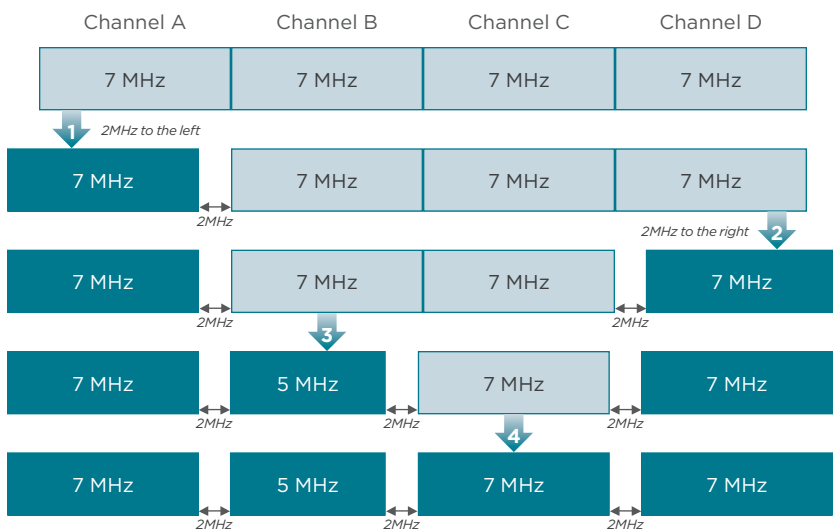 Channel A Channel B Channel C Channel D
7 MHz 7 MHz 7 MHz 7 MHz
1 2MHz to the left
7 MHz 7 MHz 7 MHz 7 MHz
2MHz
2MHz to the right 2
7 MHz 7 MHz 7 MHz 7 MHz
2MHz 2MHz
3
7 MHz 5 MHz 7 MHz 7 MHz
2MHz 2MHz 2MHz
4
7 MHz 5 MHz 7 MHz 7 MHz
2MHz 2MHz 2MHz